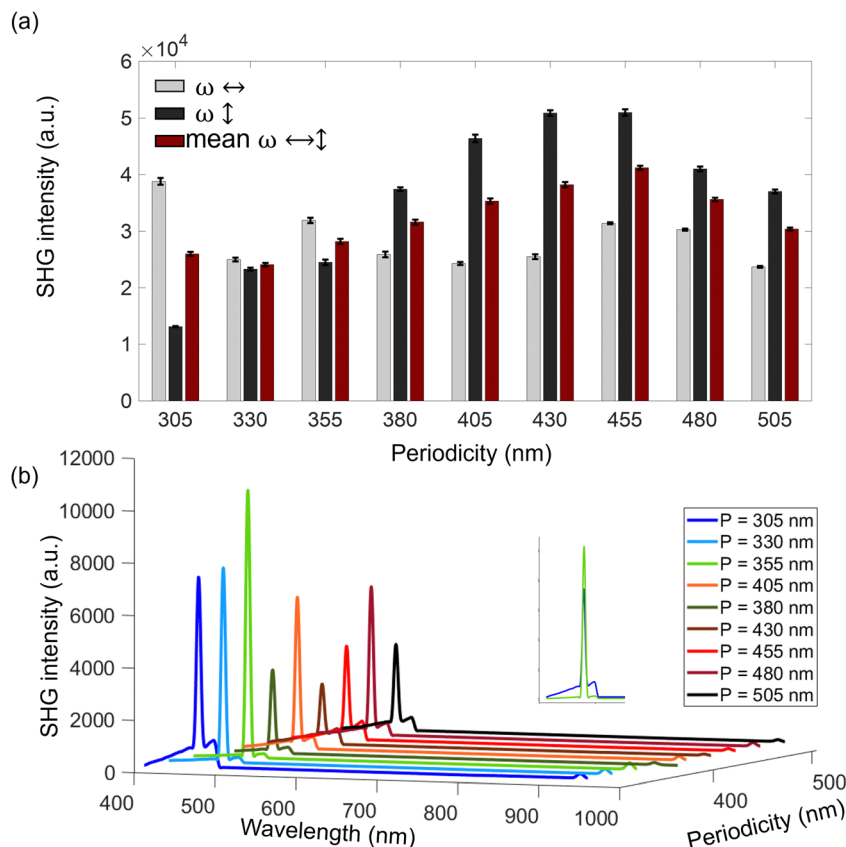 (a)
×10⁴
6
5
4
3
2
1
0
SHG intensity (a.u.)
ω ↔
ω ↕
mean ω ↔↕
305 330 355 380 405 430 455 480 505
Periodicity (nm)
(b)
12000
10000
8000
6000
4000
2000
0
SHG intensity (a.u.)
P = 305 nm
P = 330 nm
P = 355 nm
P = 405 nm
P = 380 nm
P = 430 nm
P = 455 nm
P = 480 nm
P = 505 nm
400 500 600 700 800 900 1000
Wavelength (nm)
400 500
Periodicity (nm)